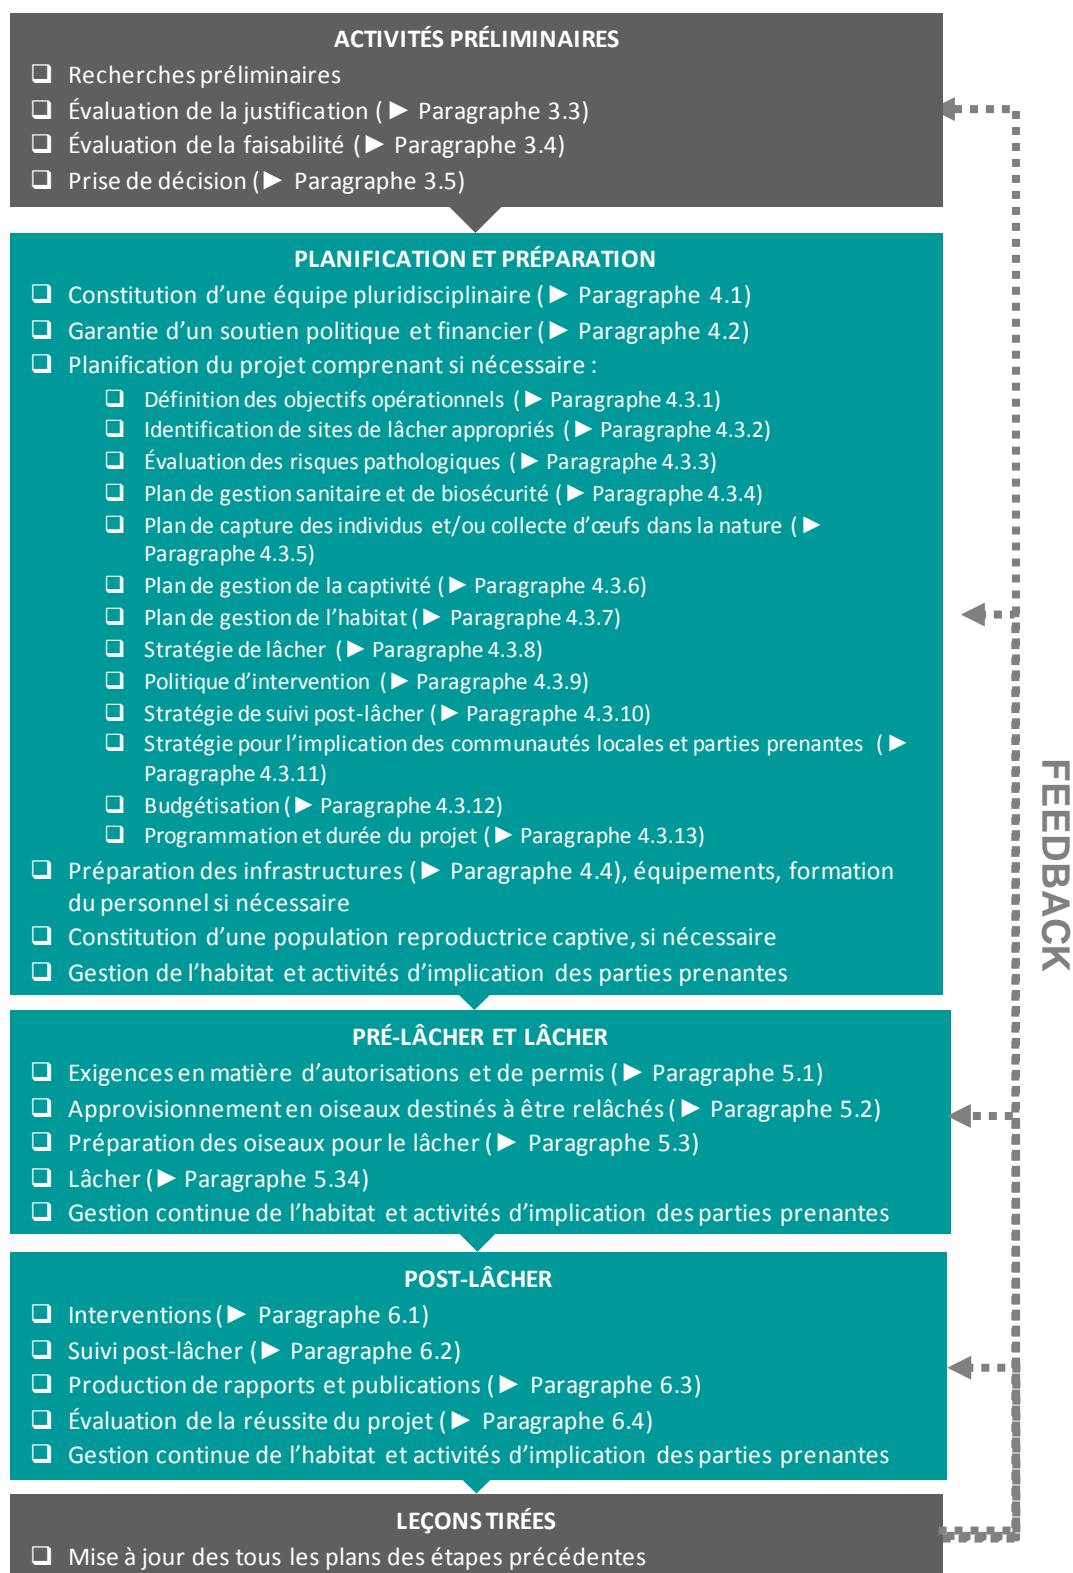 ACTIVITÉS PRÉLIMINAIRES
❑ Recherches préliminaires
❑ Évaluation de la justification (► Paragraphe 3.3)
❑ Évaluation de la faisabilité (► Paragraphe 3.4)
❑ Prise de décision (► Paragraphe 3.5)
PLANIFICATION ET PRÉPARATION
❑ Constitution d’une équipe pluridisciplinaire (► Paragraphe 4.1)
❑ Garantie d’un soutien politique et financier (► Paragraphe 4.2)
❑ Planification du projet comprenant si nécessaire :
❑ Définition des objectifs opérationnels (► Paragraphe 4.3.1)
❑ Identification de sites de lâcher appropriés (► Paragraphe 4.3.2)
❑ Évaluation des risques pathologiques (► Paragraphe 4.3.3)
❑ Plan de gestion sanitaire et de biosécurité (► Paragraphe 4.3.4)
❑ Plan de capture des individus et/ou collecte d’œufs dans la nature (►
Paragraphe 4.3.5)
❑ Plan de gestion de la captivité (► Paragraphe 4.3.6)
❑ Plan de gestion de l’habitat (► Paragraphe 4.3.7)
❑ Stratégie de lâcher (► Paragraphe 4.3.8)
❑ Politique d’intervention (► Paragraphe 4.3.9)
❑ Stratégie de suivi post-lâcher (► Paragraphe 4.3.10)
❑ Stratégie pour l’implication des communautés locales et parties prenantes (►
Paragraphe 4.3.11)
❑ Budgétisation (► Paragraphe 4.3.12)
❑ Programmation et durée du projet (► Paragraphe 4.3.13)
❑ Préparation des infrastructures (► Paragraphe 4.4), équipements, formation
du personnel si nécessaire
❑ Constitution d’une population reproductrice captive, si nécessaire
❑ Gestion de l’habitat et activités d’implication des parties prenantes
PRÉ-LÂCHER ET LÂCHER
❑ Exigences en matière d’autorisations et de permis (► Paragraphe 5.1)
❑ Approvisionnement en oiseaux destinés à être relâchés (► Paragraphe 5.2)
❑ Préparation des oiseaux pour le lâcher (► Paragraphe 5.3)
❑ Lâcher (► Paragraphe 5.34)
❑ Gestion continue de l’habitat et activités d’implication des parties prenantes
POST-LÂCHER
❑ Interventions (► Paragraphe 6.1)
❑ Suivi post-lâcher (► Paragraphe 6.2)
❑ Production de rapports et publications (► Paragraphe 6.3)
❑ Évaluation de la réussite du projet (► Paragraphe 6.4)
❑ Gestion continue de l’habitat et activités d’implication des parties prenantes
LEÇONS TIRÉES
❑ Mise à jour des tous les plans des étapes précédentes
FEEDBACK